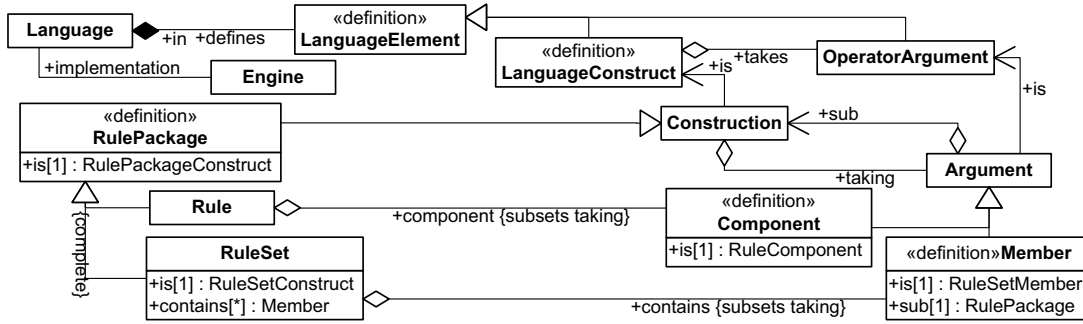 Language
+in
+defines
«definition»
LanguageElement
+implementation
Engine
«definition»
LanguageConstruct
+takes
OperatorArgument
+is
+is
«definition»
RulePackage
+is[1] : RulePackageConstruct
Construction
+sub
+taking
Argument
{complete}
Rule
+component {subsets taking}
«definition»
Component
+is[1] : RuleComponent
RuleSet
+is[1] : RuleSetConstruct
+contains[*] : Member
+contains {subsets taking}
«definition»Member
+is[1] : RuleSetMember
+sub[1] : RulePackage